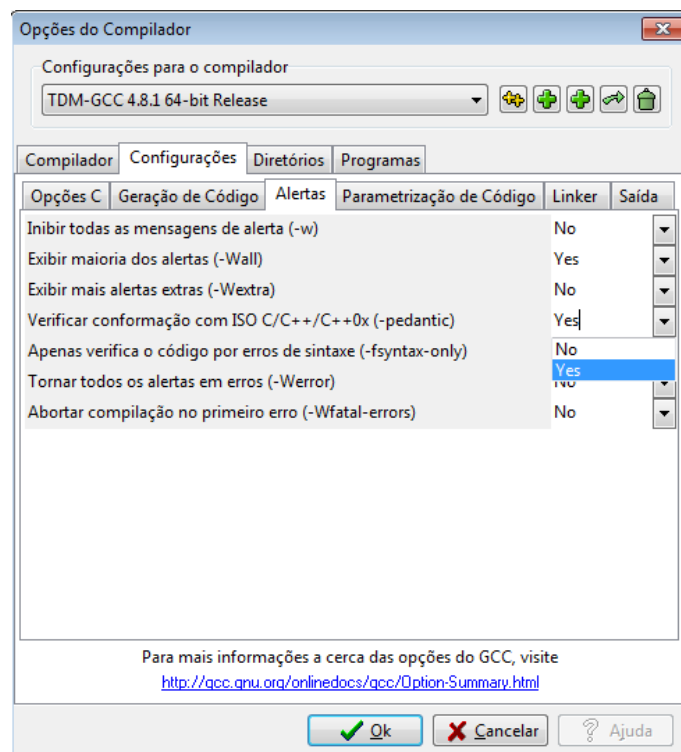 Opções do Compilador
Configurações para o compilador
TDM-GCC 4.8.1 64-bit Release
Compilador Configurações Diretórios Programas
Opções C Geração de Código Alertas Parametrização de Código Linker Saída
Inibir todas as mensagens de alerta (-w) No
Exibir maioria dos alertas (-Wall) Yes
Exibir mais alertas extras (-Wextra) No
Verificar conformação com ISO C/C++/C++0x (-pedantic) Yes
Apenas verifica o código por erros de sintaxe (-fsyntax-only) No
Yes
Tornar todos os alertas em erros (-Werror) No
Abortar compilação no primeiro erro (-Wfatal-errors) No
Para mais informações a cerca das opções do GCC, visite
http://gcc.gnu.org/onlinedocs/gcc/Option-Summary.html
Ok Cancelar ? Ajuda